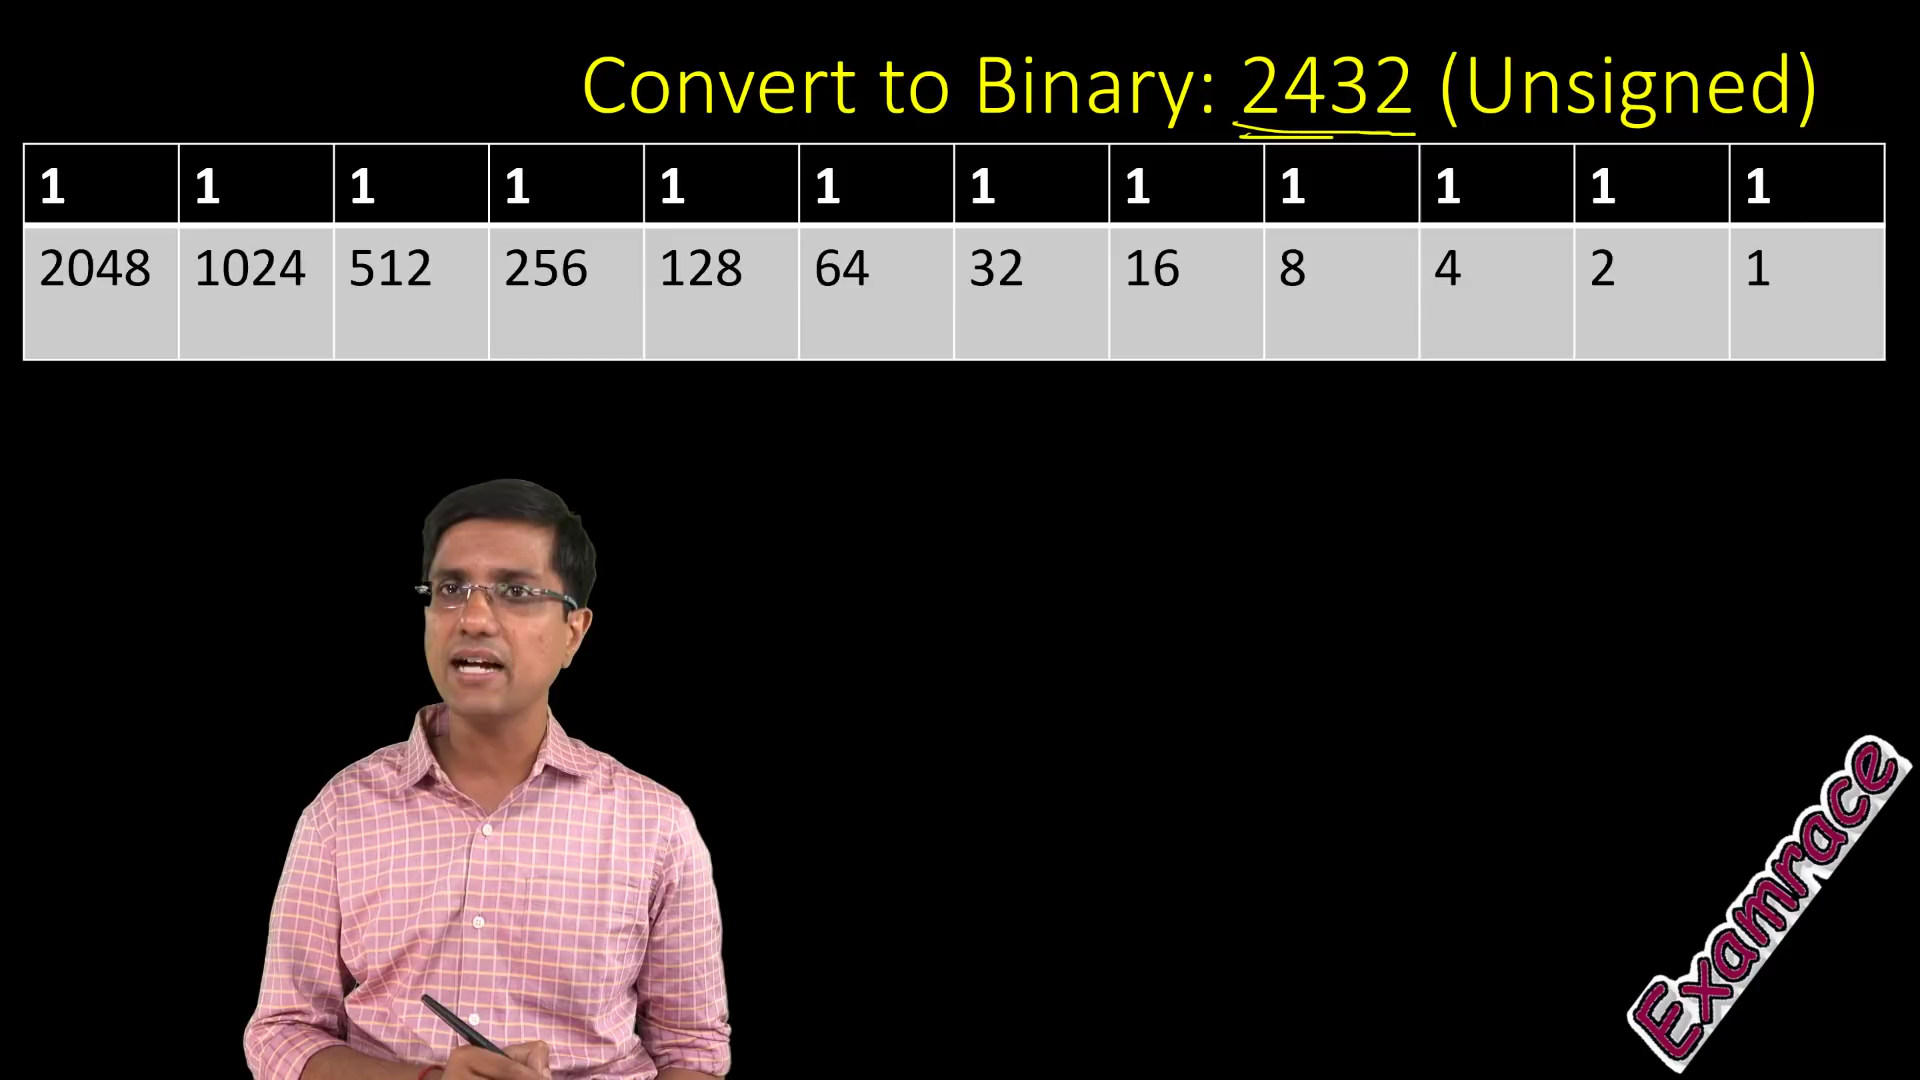 Convert to Binary: 2432 (Unsigned)
1 1 1 1 1 1 1 1 1 1 1 1
2048 1024 512 256 128 64 32 16 8 4 2 1
Examrace